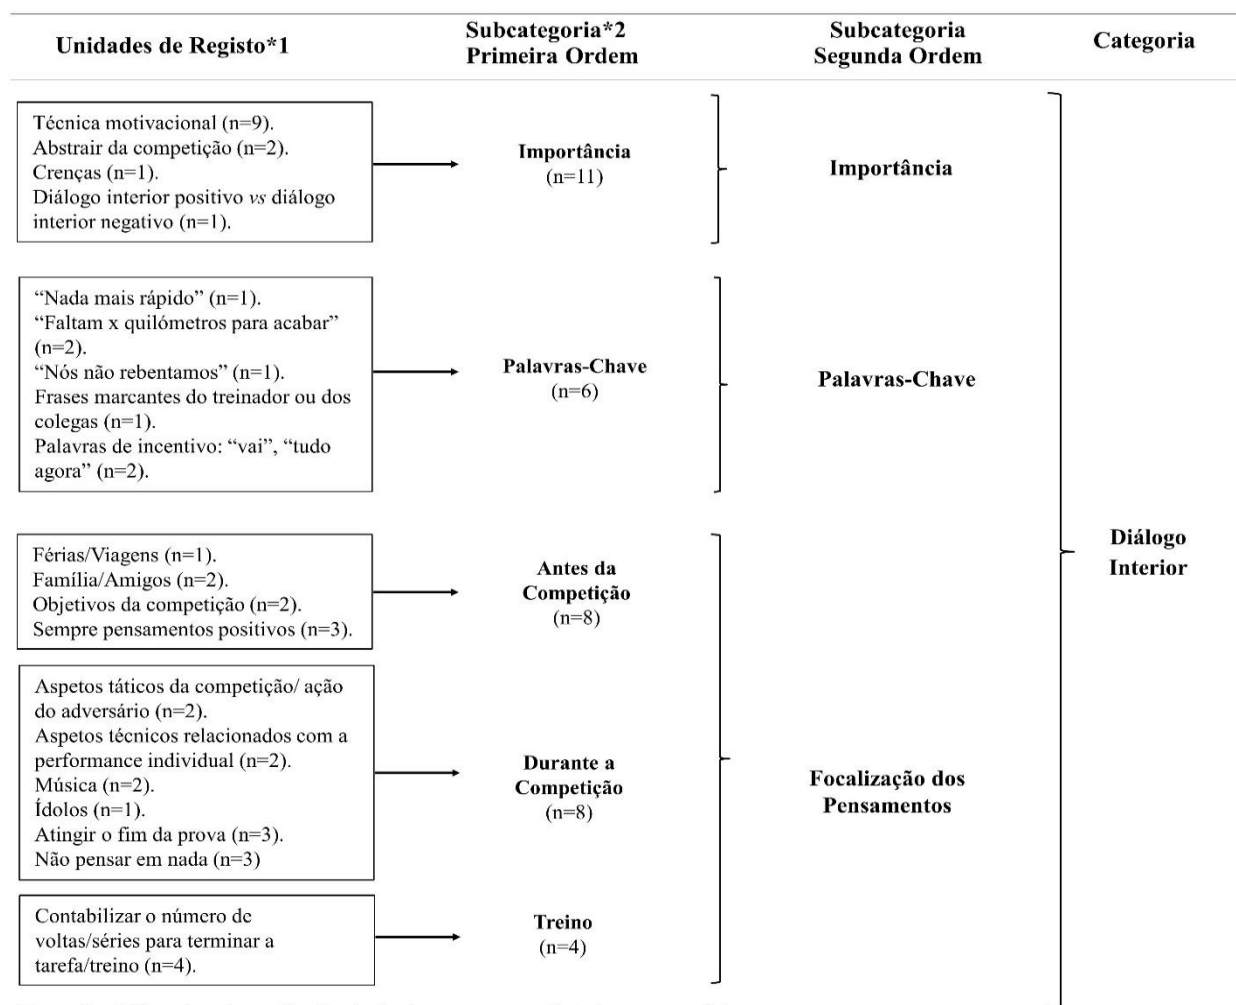 Unidades de Registo*1
Subcategoria*2
Primeira Ordem
Subcategoria
Segunda Ordem
Categoria
Técnica motivacional (n=9).
Abstrair da competição (n=2).
Crenças (n=1).
Diálogo interior positivo vs diálogo
interior negativo (n=1).
Importância
(n=11)
Importância
“Nada mais rápido” (n=1).
“Faltam x quilómetros para acabar”
(n=2).
“Nós não rebentamos” (n=1).
Frases marcantes do treinador ou dos
colegas (n=1).
Palavras de incentivo: “vai”, “tudo
agora” (n=2).
Palavras-Chave
(n=6)
Palavras-Chave
Férias/Viagens (n=1).
Família/Amigos (n=2).
Objetivos da competição (n=2).
Sempre pensamentos positivos (n=3).
Antes da
Competição
(n=8)
Aspetos táticos da competição/ ação
do adversário (n=2).
Aspetos técnicos relacionados com a
performance individual (n=2).
Música (n=2).
Ídolos (n=1).
Atingir o fim da prova (n=3).
Não pensar em nada (n=3)
Durante a
Competição
(n=8)
Contabilizar o número de
voltas/séries para terminar a
tarefa/treino (n=4).
Treino
(n=4)
Focalização dos
Pensamentos
Diálogo
Interior